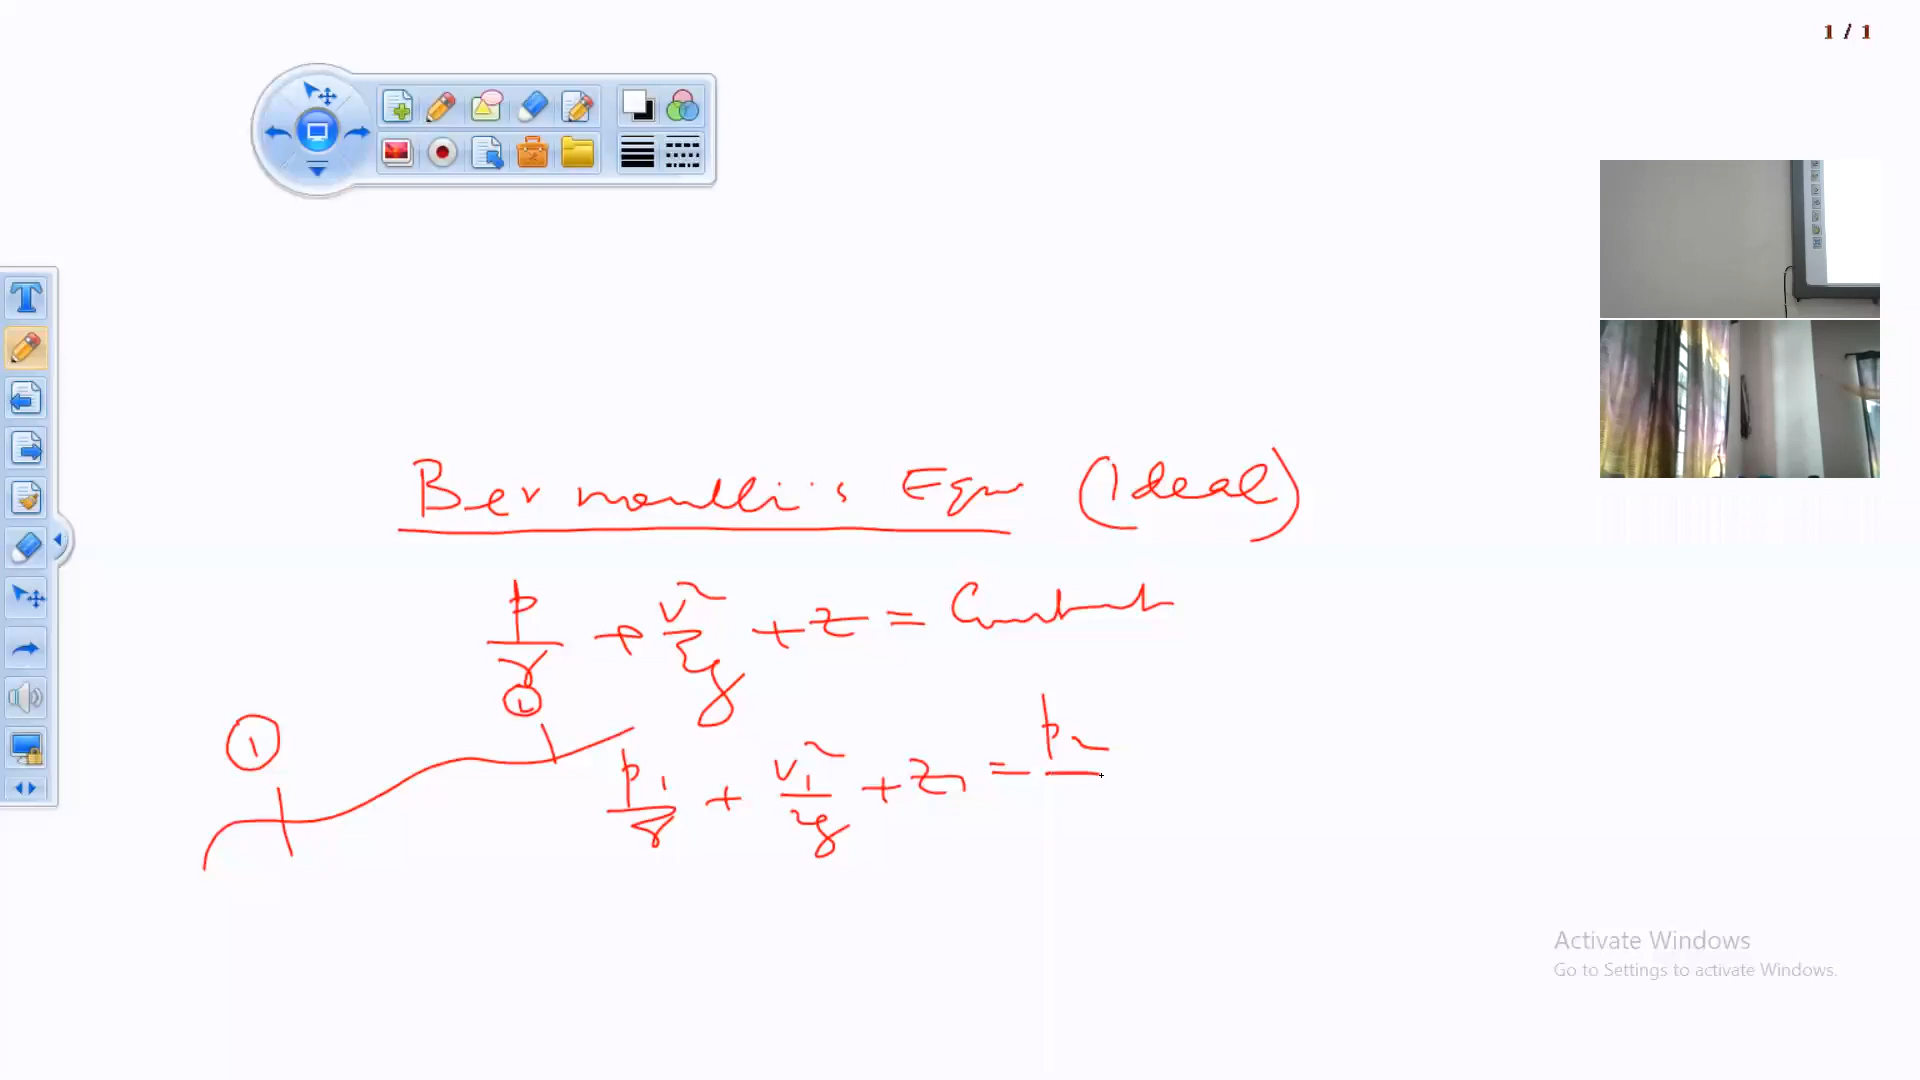 1 / 1
Bernoulli's Eqn (Ideal)
p/γ + v²/2g + z = Constant
① ②
p₁/γ + v₁²/2g + z₁ = p₂
Activate Windows
Go to Settings to activate Windows.